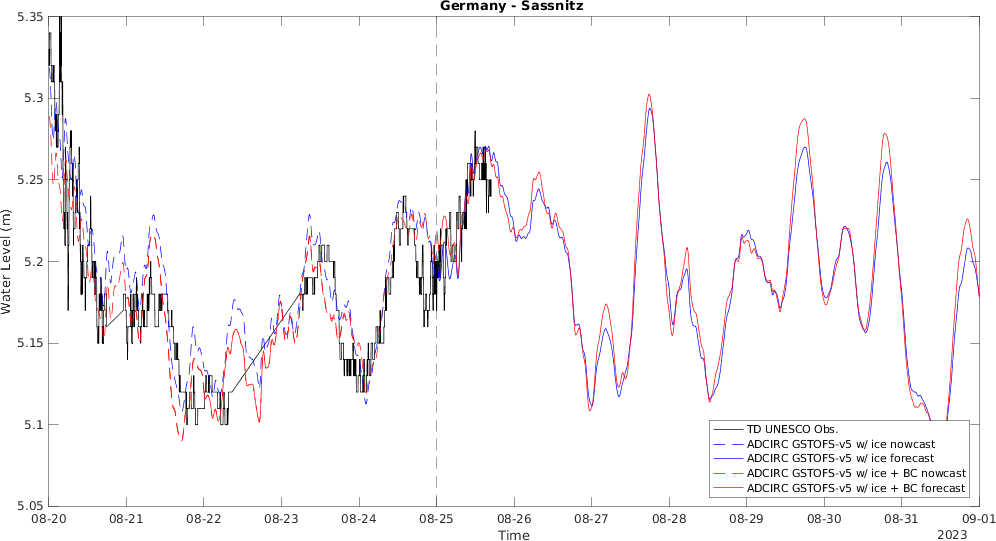 Germany - Sassnitz
5.35
5.3
5.25
5.2
5.15
5.1
5.05
Water Level (m)
08-20 08-21 08-22 08-23 08-24 08-25 08-26 08-27 08-28 08-29 08-30 08-31 09-01
Time
2023
TD UNESCO Obs.
ADCIRC GSTOFS-v5 w/ ice nowcast
ADCIRC GSTOFS-v5 w/ ice forecast
ADCIRC GSTOFS-v5 w/ ice + BC nowcast
ADCIRC GSTOFS-v5 w/ ice + BC forecast